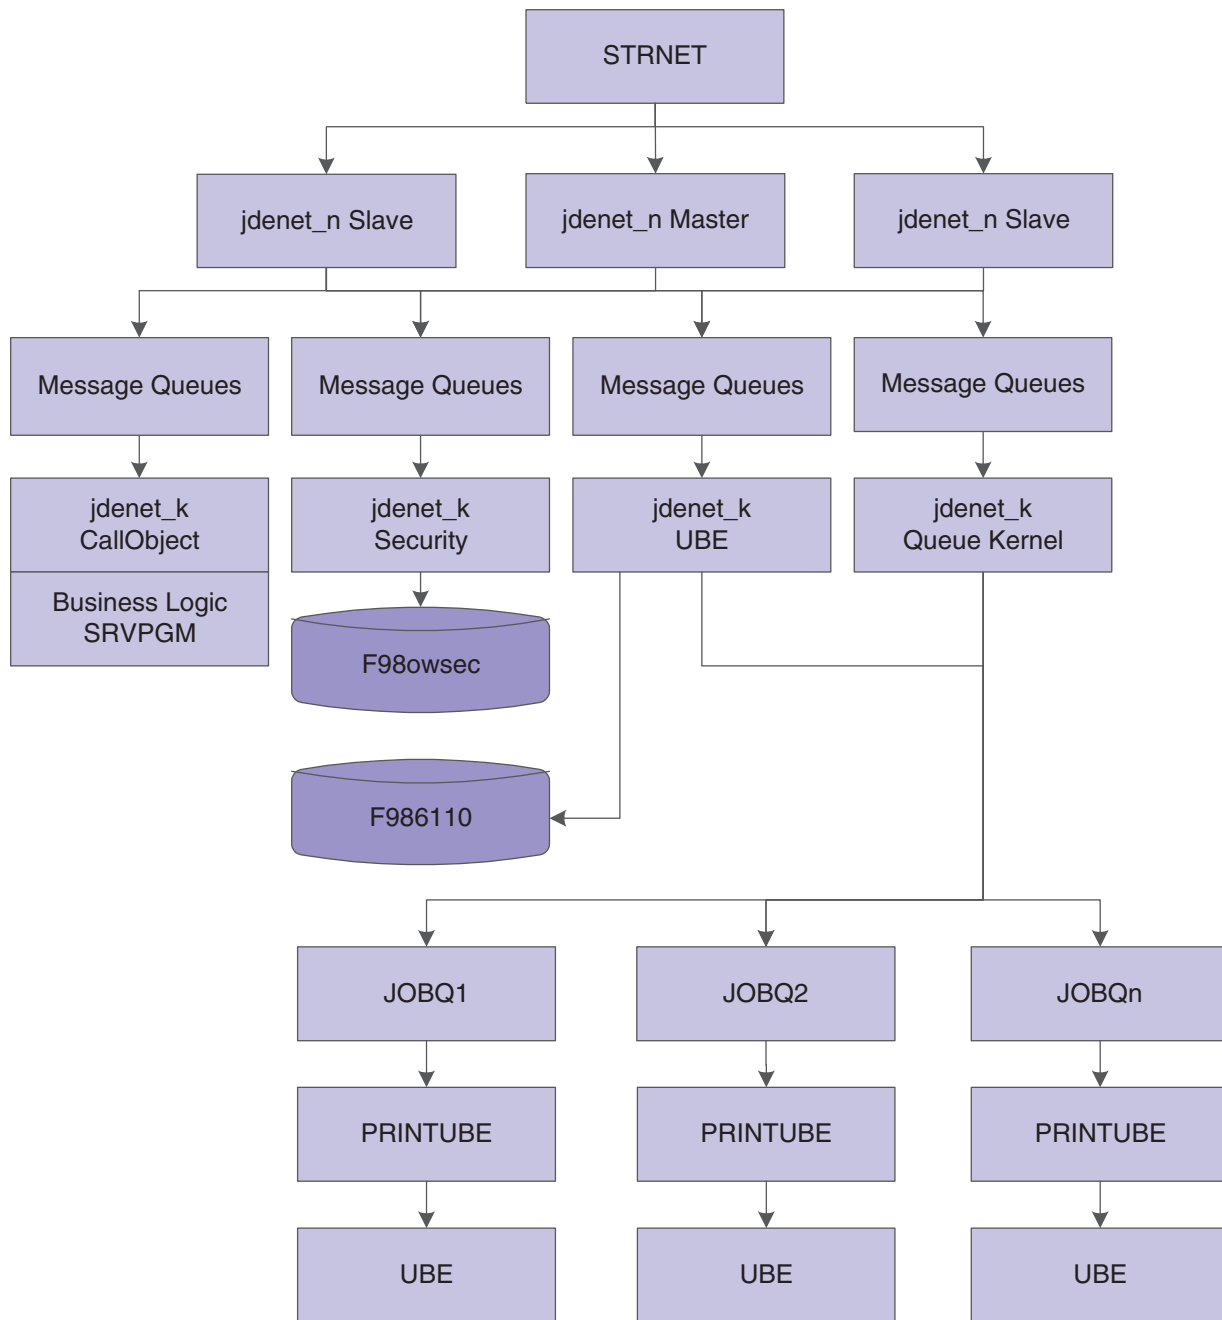 STRNET
jdenet_n Slave
jdenet_n Master
jdenet_n Slave
Message Queues
Message Queues
Message Queues
Message Queues
jdenet_k
CallObject
jdenet_k
Security
jdenet_k
UBE
jdenet_k
Queue Kernel
Business Logic
SRVPGM
F98owsec
F986110
JOBQ1
JOBQ2
JOBQn
PRINTUBE
PRINTUBE
PRINTUBE
UBE
UBE
UBE